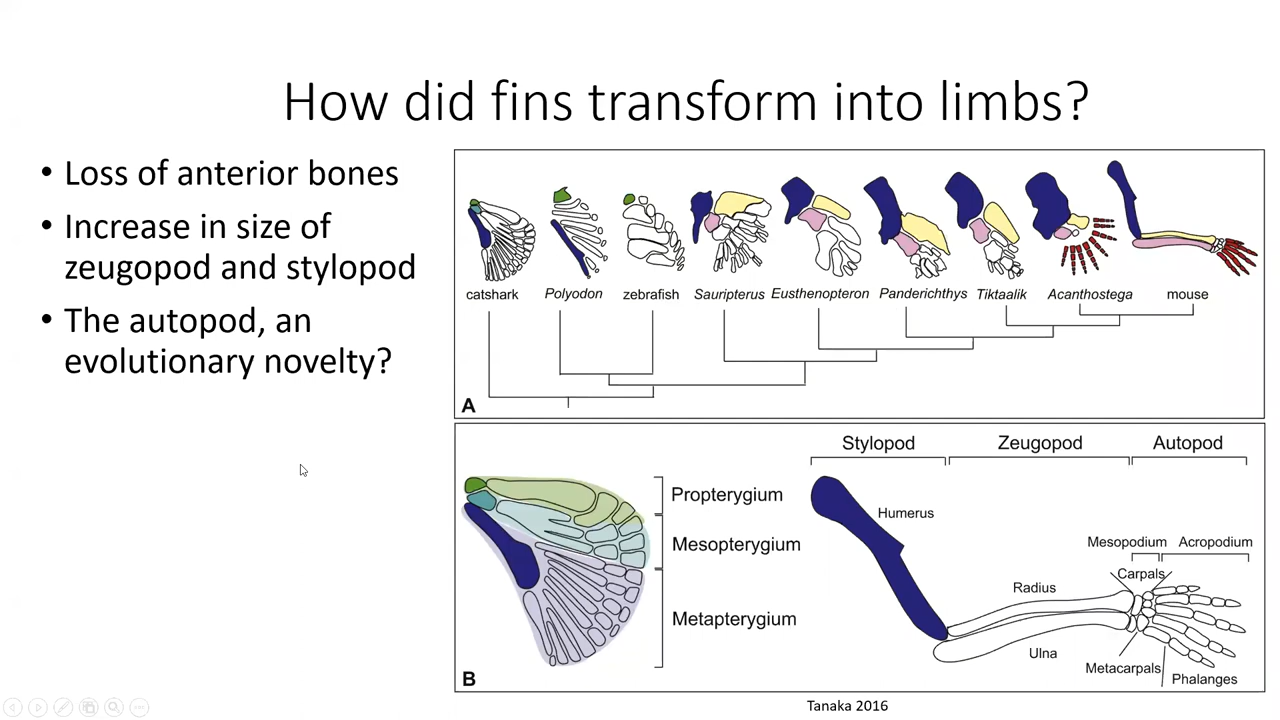 How did fins transform into limbs?
• Loss of anterior bones
• Increase in size of
zeugopod and stylopod
• The autopod, an
evolutionary novelty?
catshark Polyodon zebrafish Sauripterus Eusthenopteron Panderichthys Tiktaalik Acanthostega mouse
A
Stylopod Zeugopod Autopod
Propterygium
Mesopterygium
Metapterygium
Humerus
Mesopodium Acropodium
Carpals
Radius
Ulna
Metacarpals
Phalanges
B
Tanaka 2016